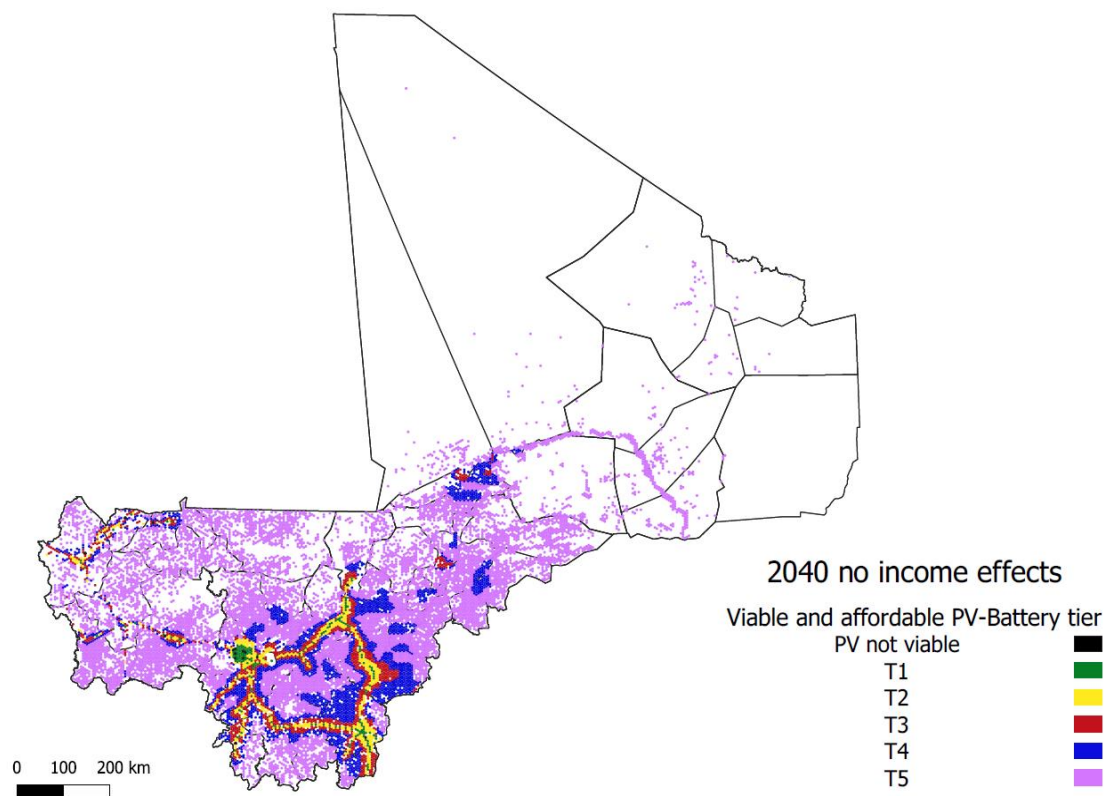 2040 no income effects
Viable and affordable PV-Battery tier
PV not viable
T1
T2
T3
T4
T5
0 100 200 km